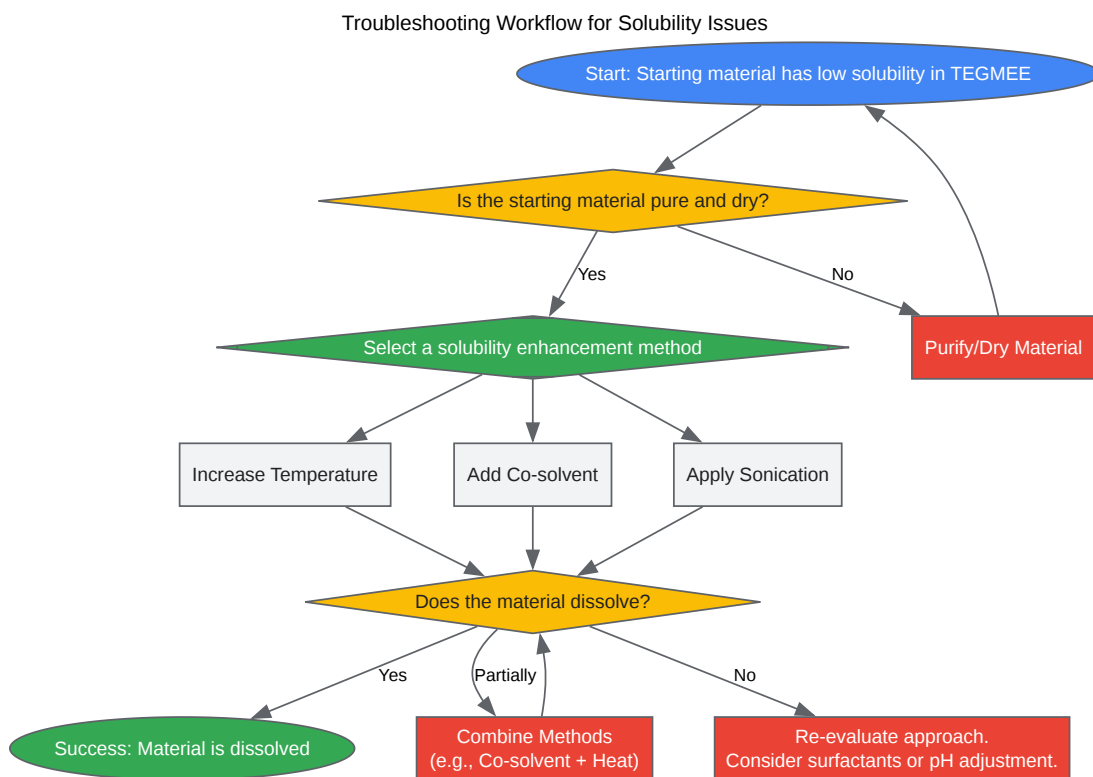 Troubleshooting Workflow for Solubility Issues
Start: Starting material has low solubility in TEGMEE
Is the starting material pure and dry?
Yes
No
Select a solubility enhancement method
Purify/Dry Material
Increase Temperature
Add Co-solvent
Apply Sonication
Does the material dissolve?
Yes
Partially
No
Success: Material is dissolved
Combine Methods
(e.g., Co-solvent + Heat)
Re-evaluate approach.
Consider surfactants or pH adjustment.